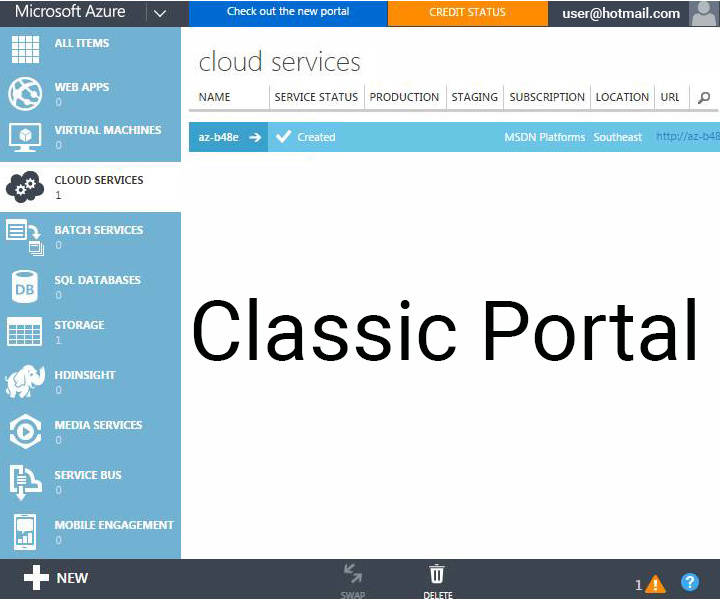 Microsoft Azure
Check out the new portal
CREDIT STATUS
user@hotmail.com
ALL ITEMS
WEB APPS
0
VIRTUAL MACHINES
0
CLOUD SERVICES
1
BATCH SERVICES
0
DB
SQL DATABASES
0
STORAGE
1
HDINSIGHT
0
MEDIA SERVICES
0
SERVICE BUS
0
MOBILE ENGAGEMENT
0
cloud services
NAME SERVICE STATUS PRODUCTION STAGING SUBSCRIPTION LOCATION URL
az-b48e Created MSDN Platforms Southeast http://az-b48
Classic Portal
NEW
SWAP
DELETE
1
?